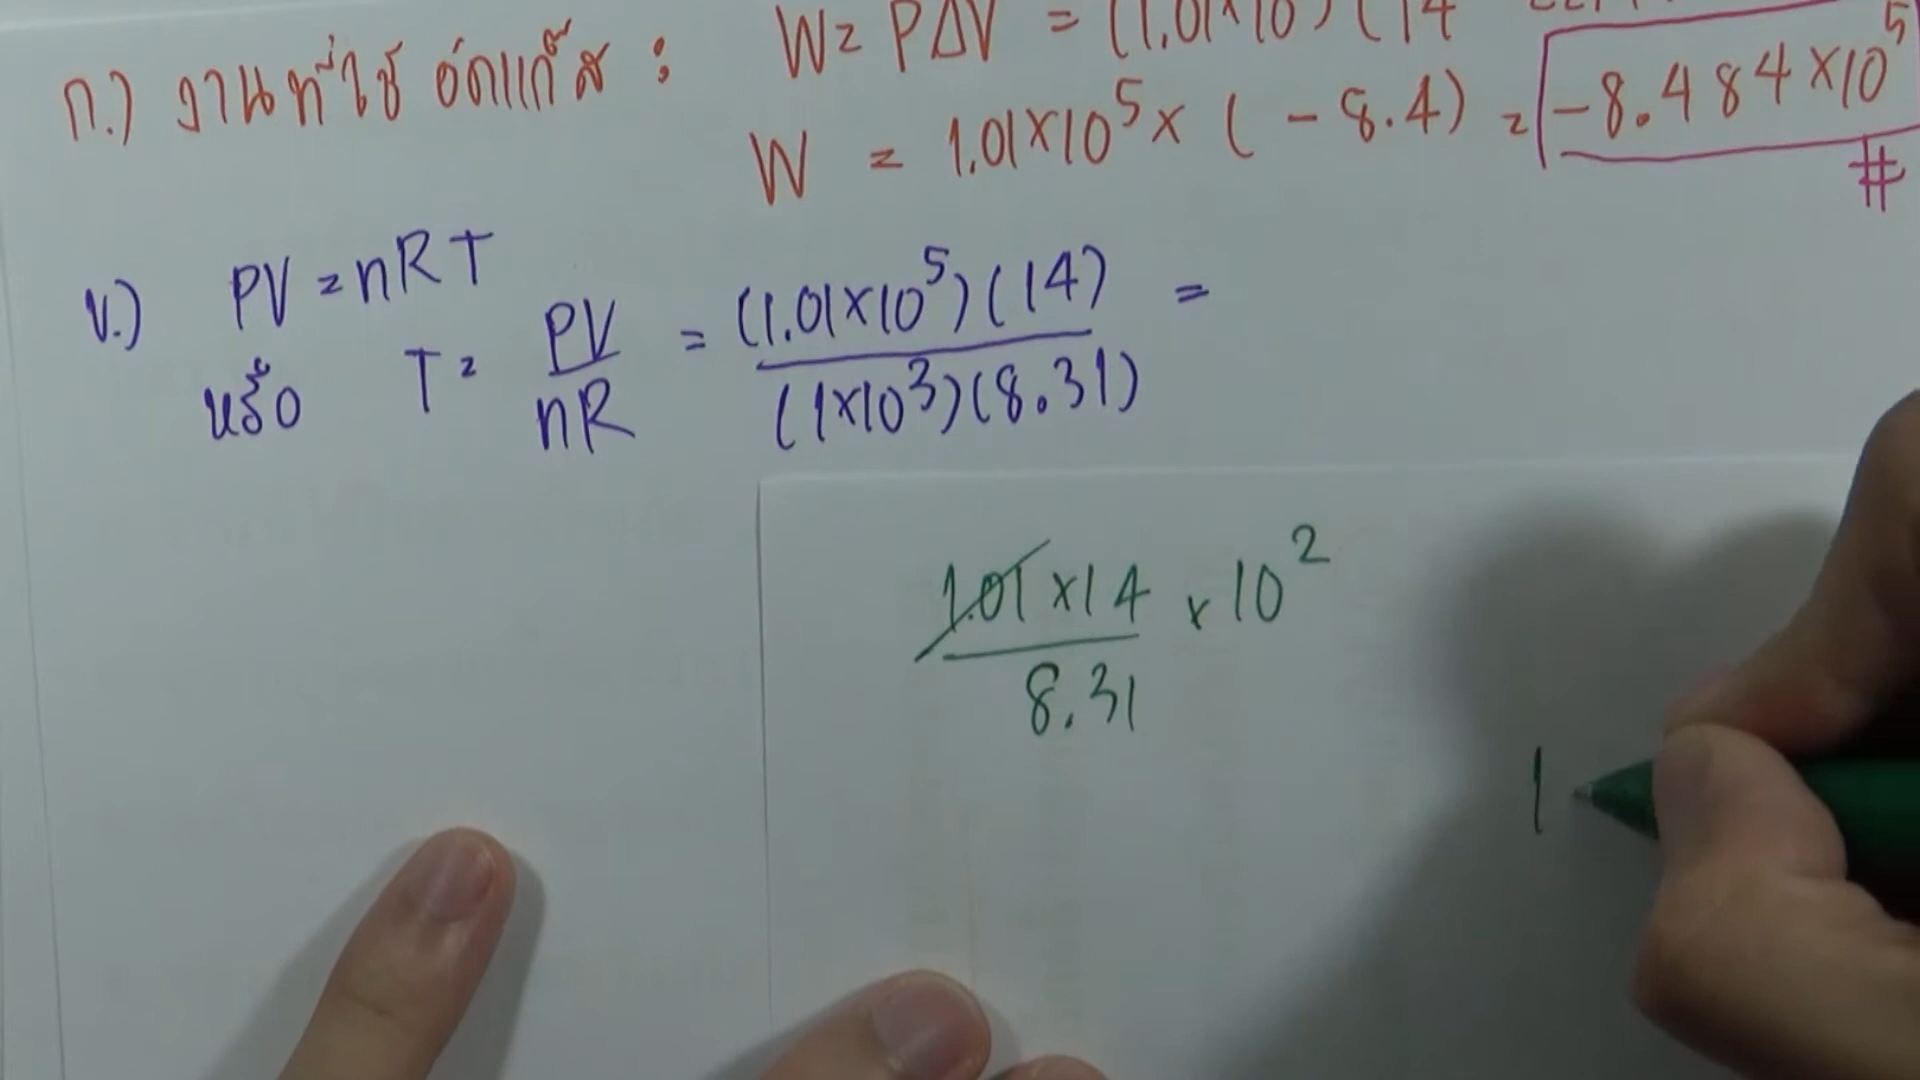 ก.) งานที่ใช้ อัดแก๊ส : W = PΔV = (1.01×10 ) (14
W = 1.01×10⁵ × ( - 8.4) = -8.484×10⁵
#
ข.) PV = nRT
หรือ T = PV/nR = (1.01×10⁵)(14)/(1×10³)(8.31) =
1.01×14/8.31 × 10²
1